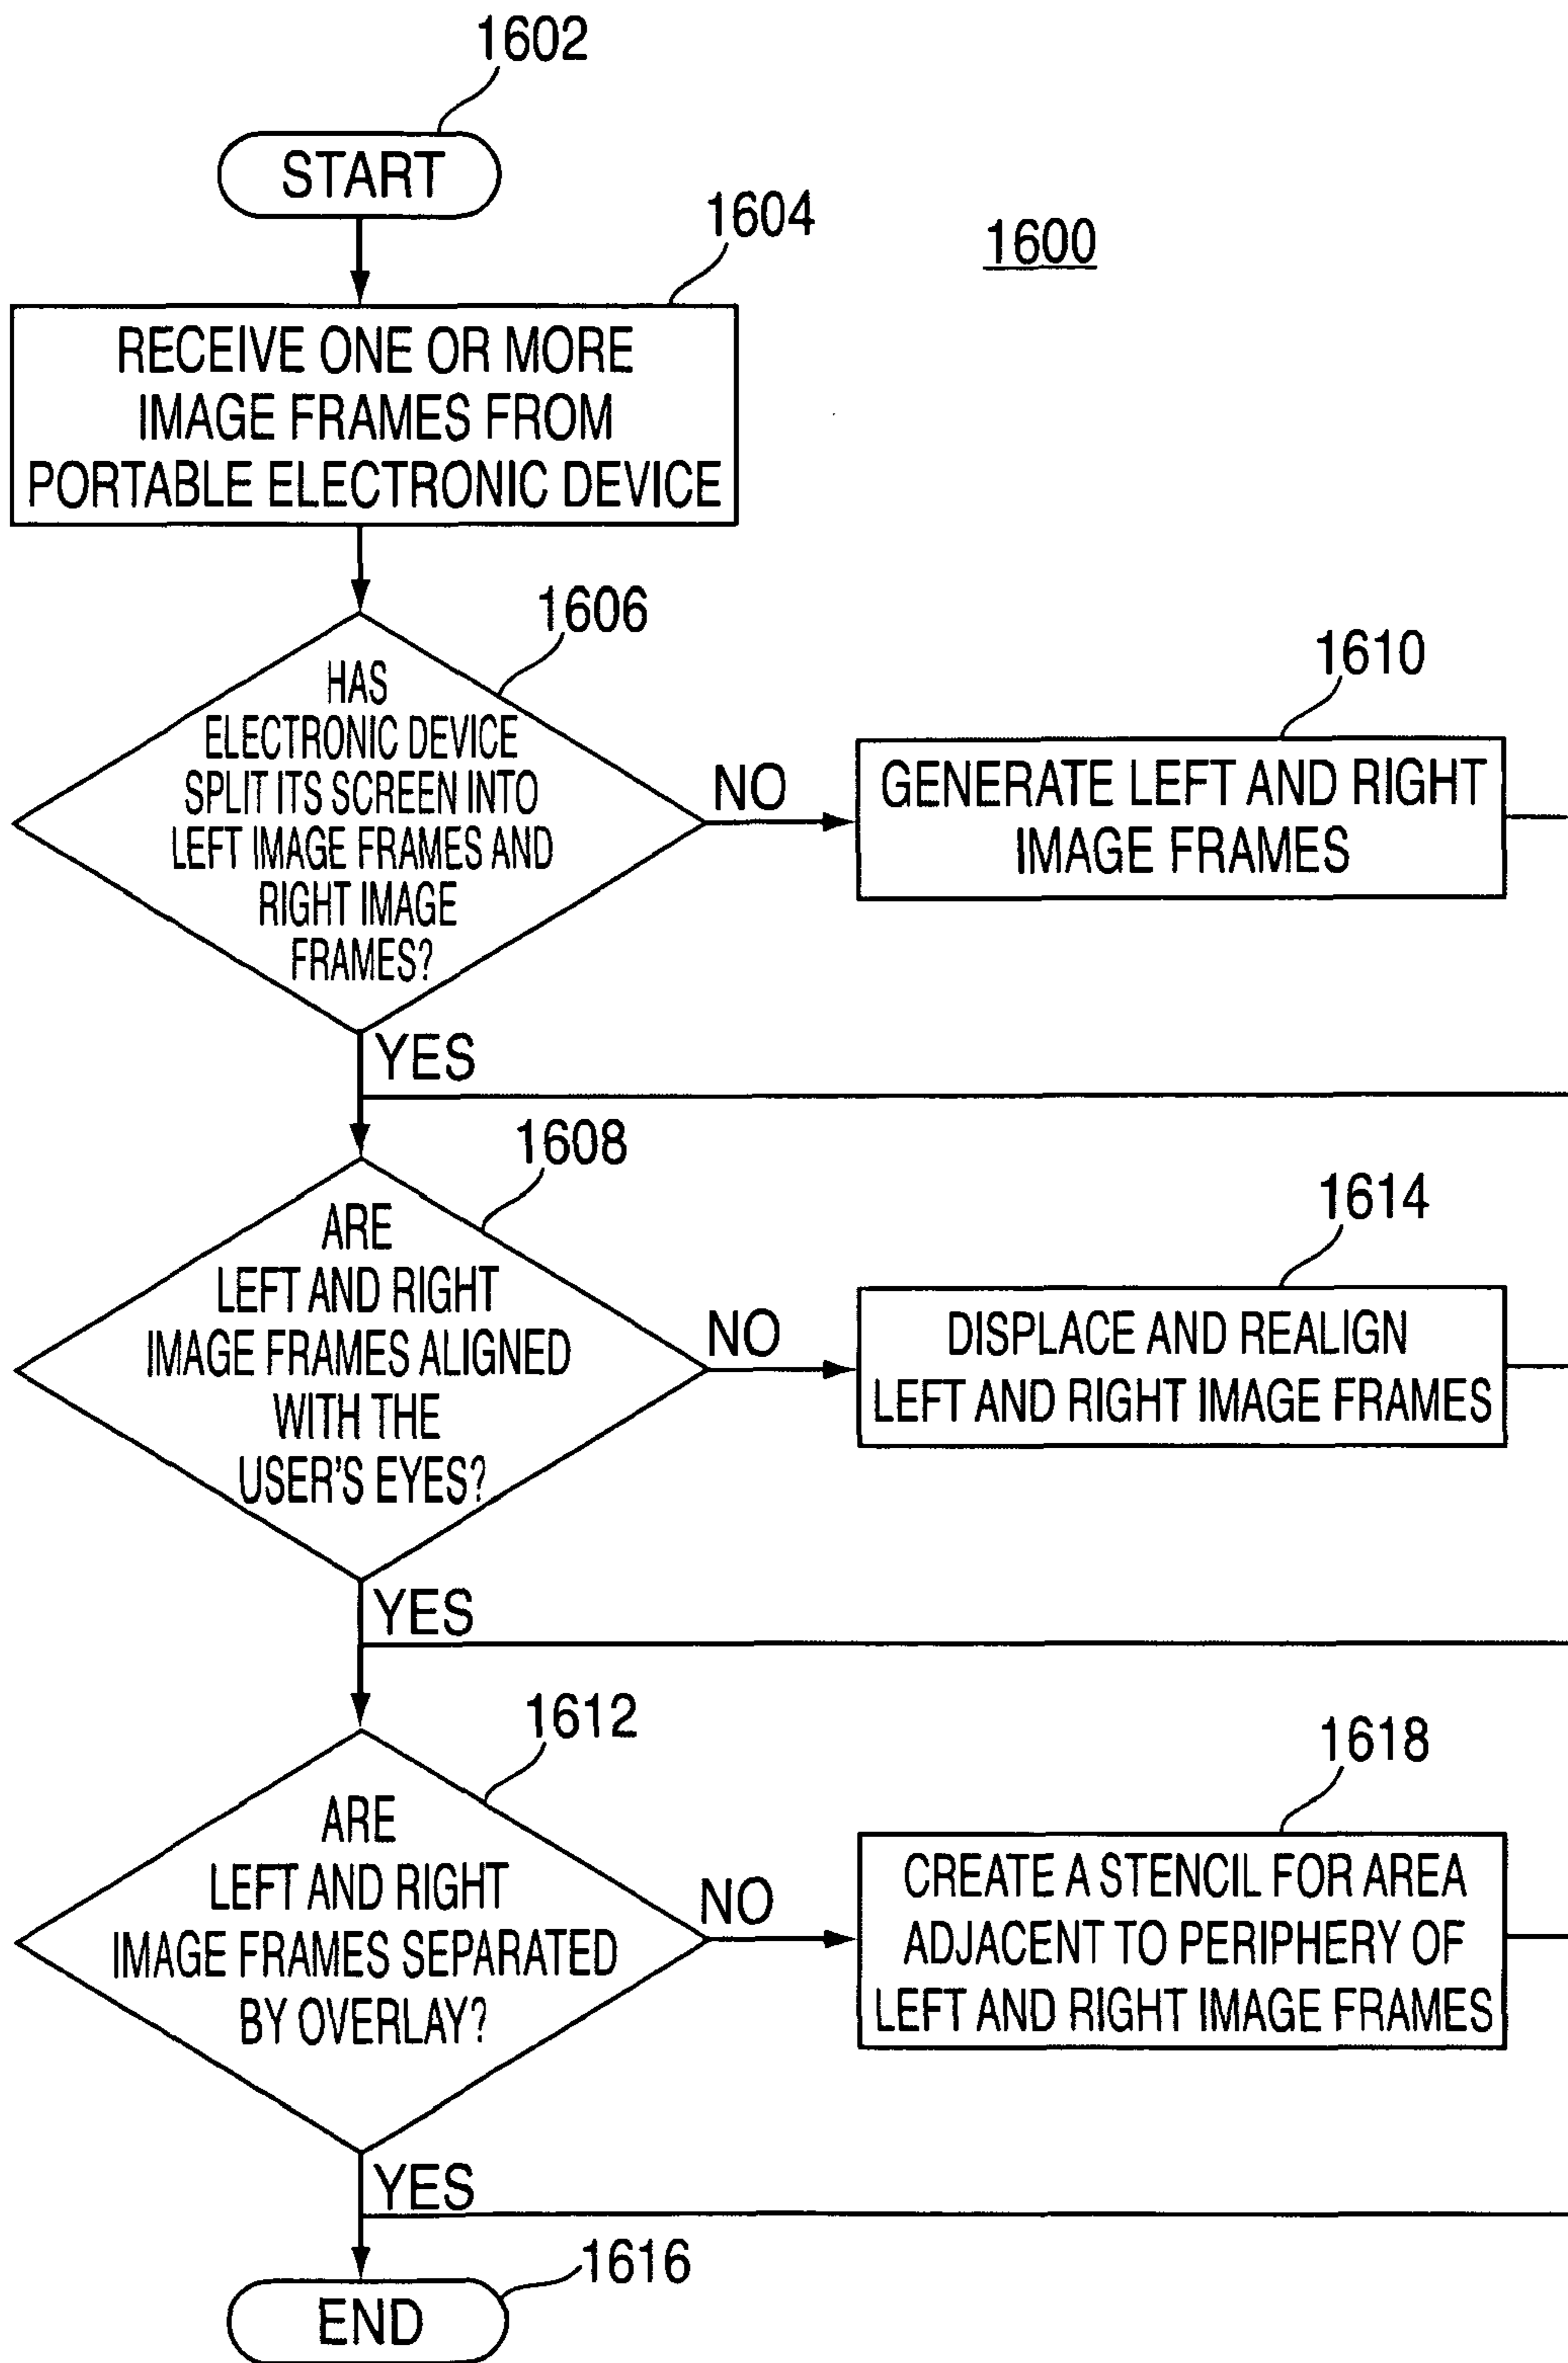 1602
START
1604
1600
RECEIVE ONE OR MORE
IMAGE FRAMES FROM
PORTABLE ELECTRONIC DEVICE
1606
HAS
ELECTRONIC DEVICE
SPLIT ITS SCREEN INTO
LEFT IMAGE FRAMES AND
RIGHT IMAGE
FRAMES?
NO
1610
GENERATE LEFT AND RIGHT
IMAGE FRAMES
YES
1608
ARE
LEFT AND RIGHT
IMAGE FRAMES ALIGNED
WITH THE
USER'S EYES?
NO
1614
DISPLACE AND REALIGN
LEFT AND RIGHT IMAGE FRAMES
YES
1612
ARE
LEFT AND RIGHT
IMAGE FRAMES SEPARATED
BY OVERLAY?
NO
1618
CREATE A STENCIL FOR AREA
ADJACENT TO PERIPHERY OF
LEFT AND RIGHT IMAGE FRAMES
YES
1616
END